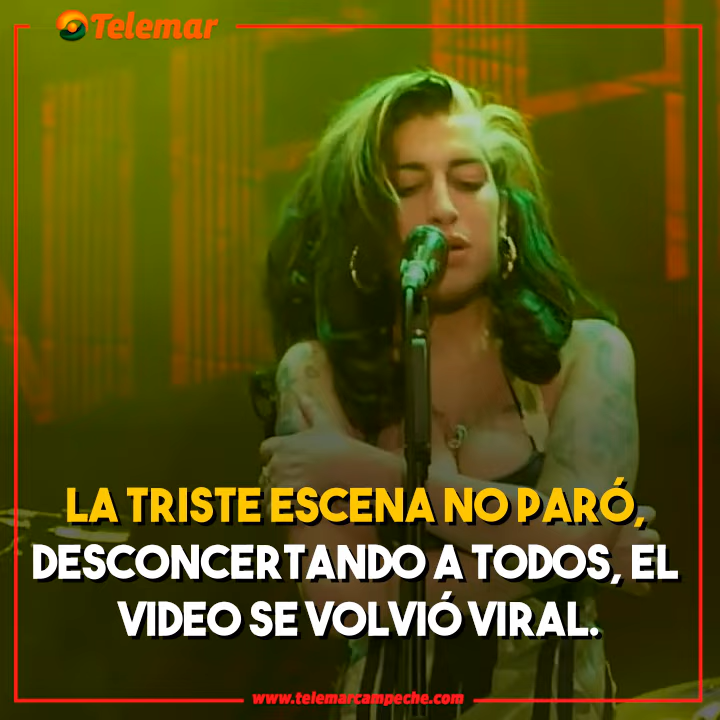 Telemar
LA TRISTE ESCENA NO PARÓ,
DESCONCERTANDO A TODOS, EL
VIDEO SE VOLVIÓ VIRAL.
www.telemarcampeche.com